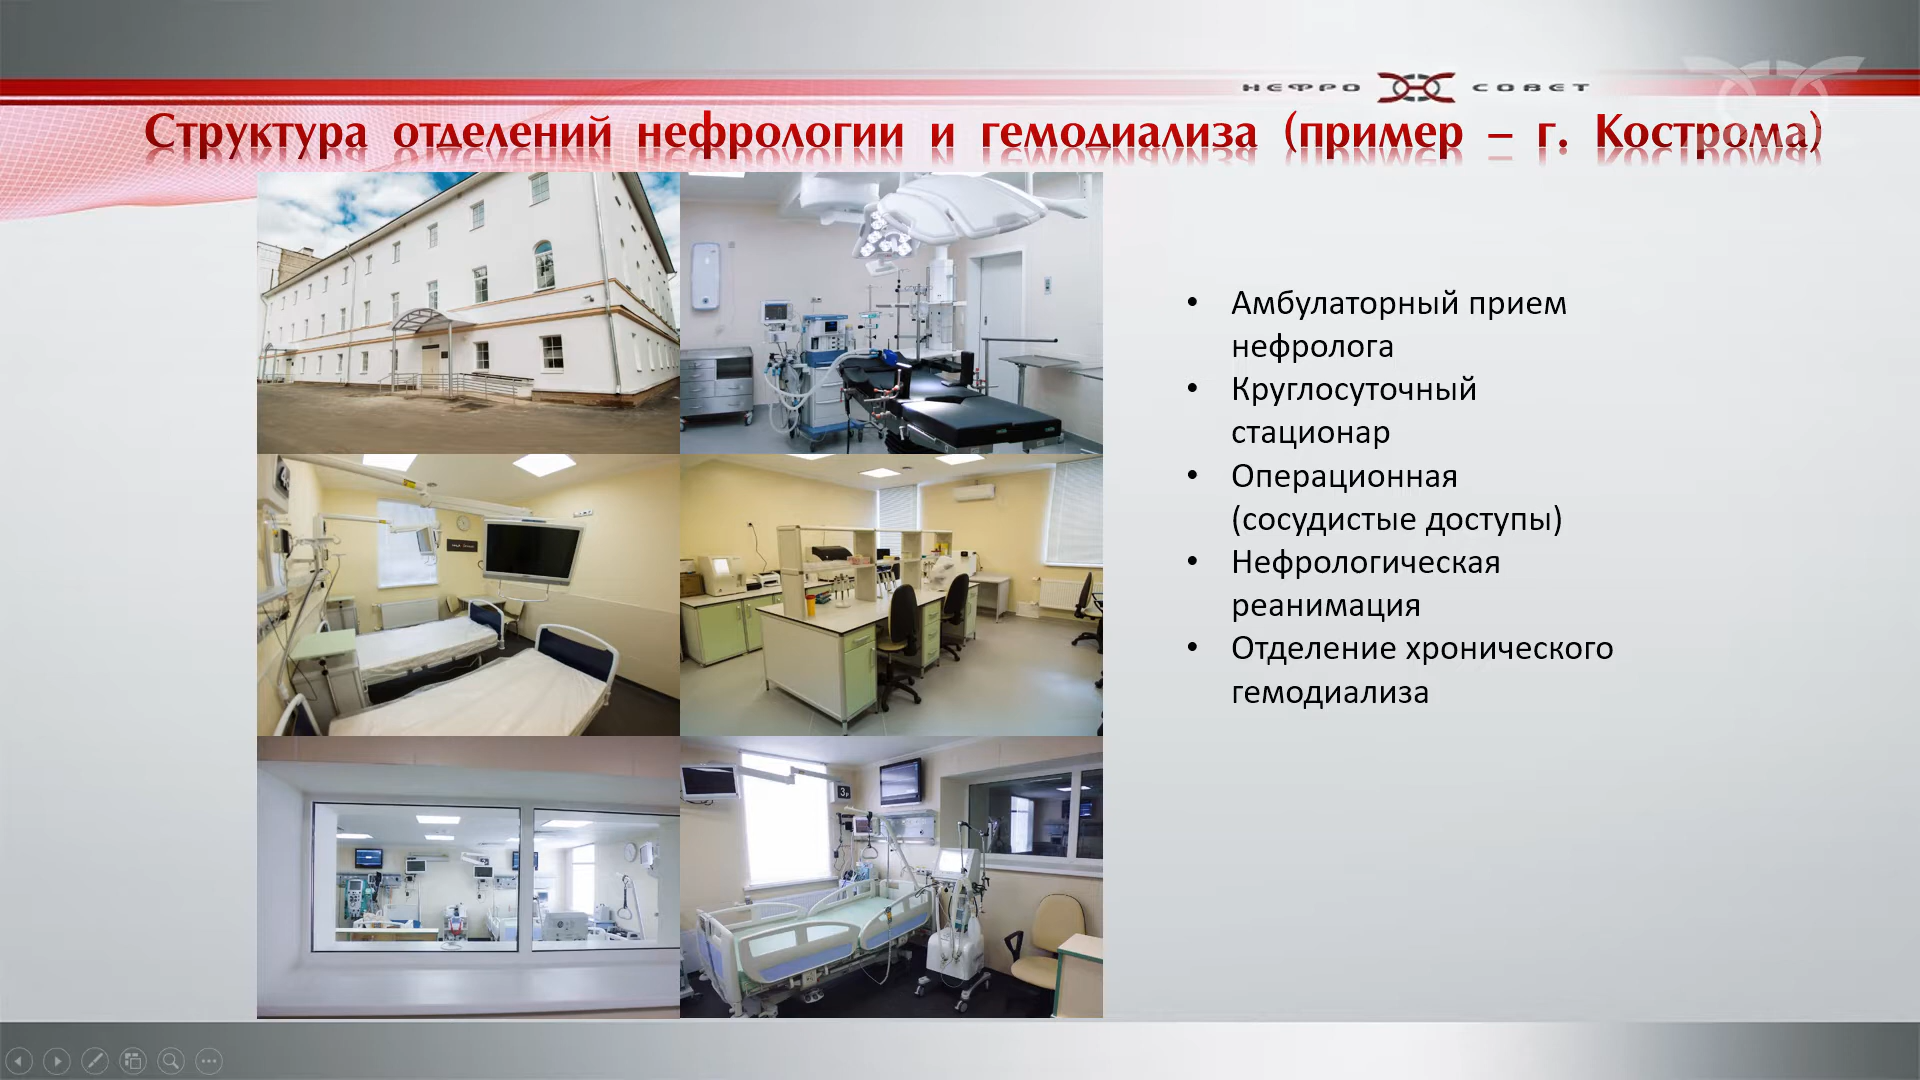 НЕФРО СОВЕТ
Структура отделений нефрологии и гемодиализа (пример – г. Кострома)
• Амбулаторный прием
нефролога
• Круглосуточный
стационар
• Операционная
(сосудистые доступы)
• Нефрологическая
реанимация
• Отделение хронического
гемодиализа